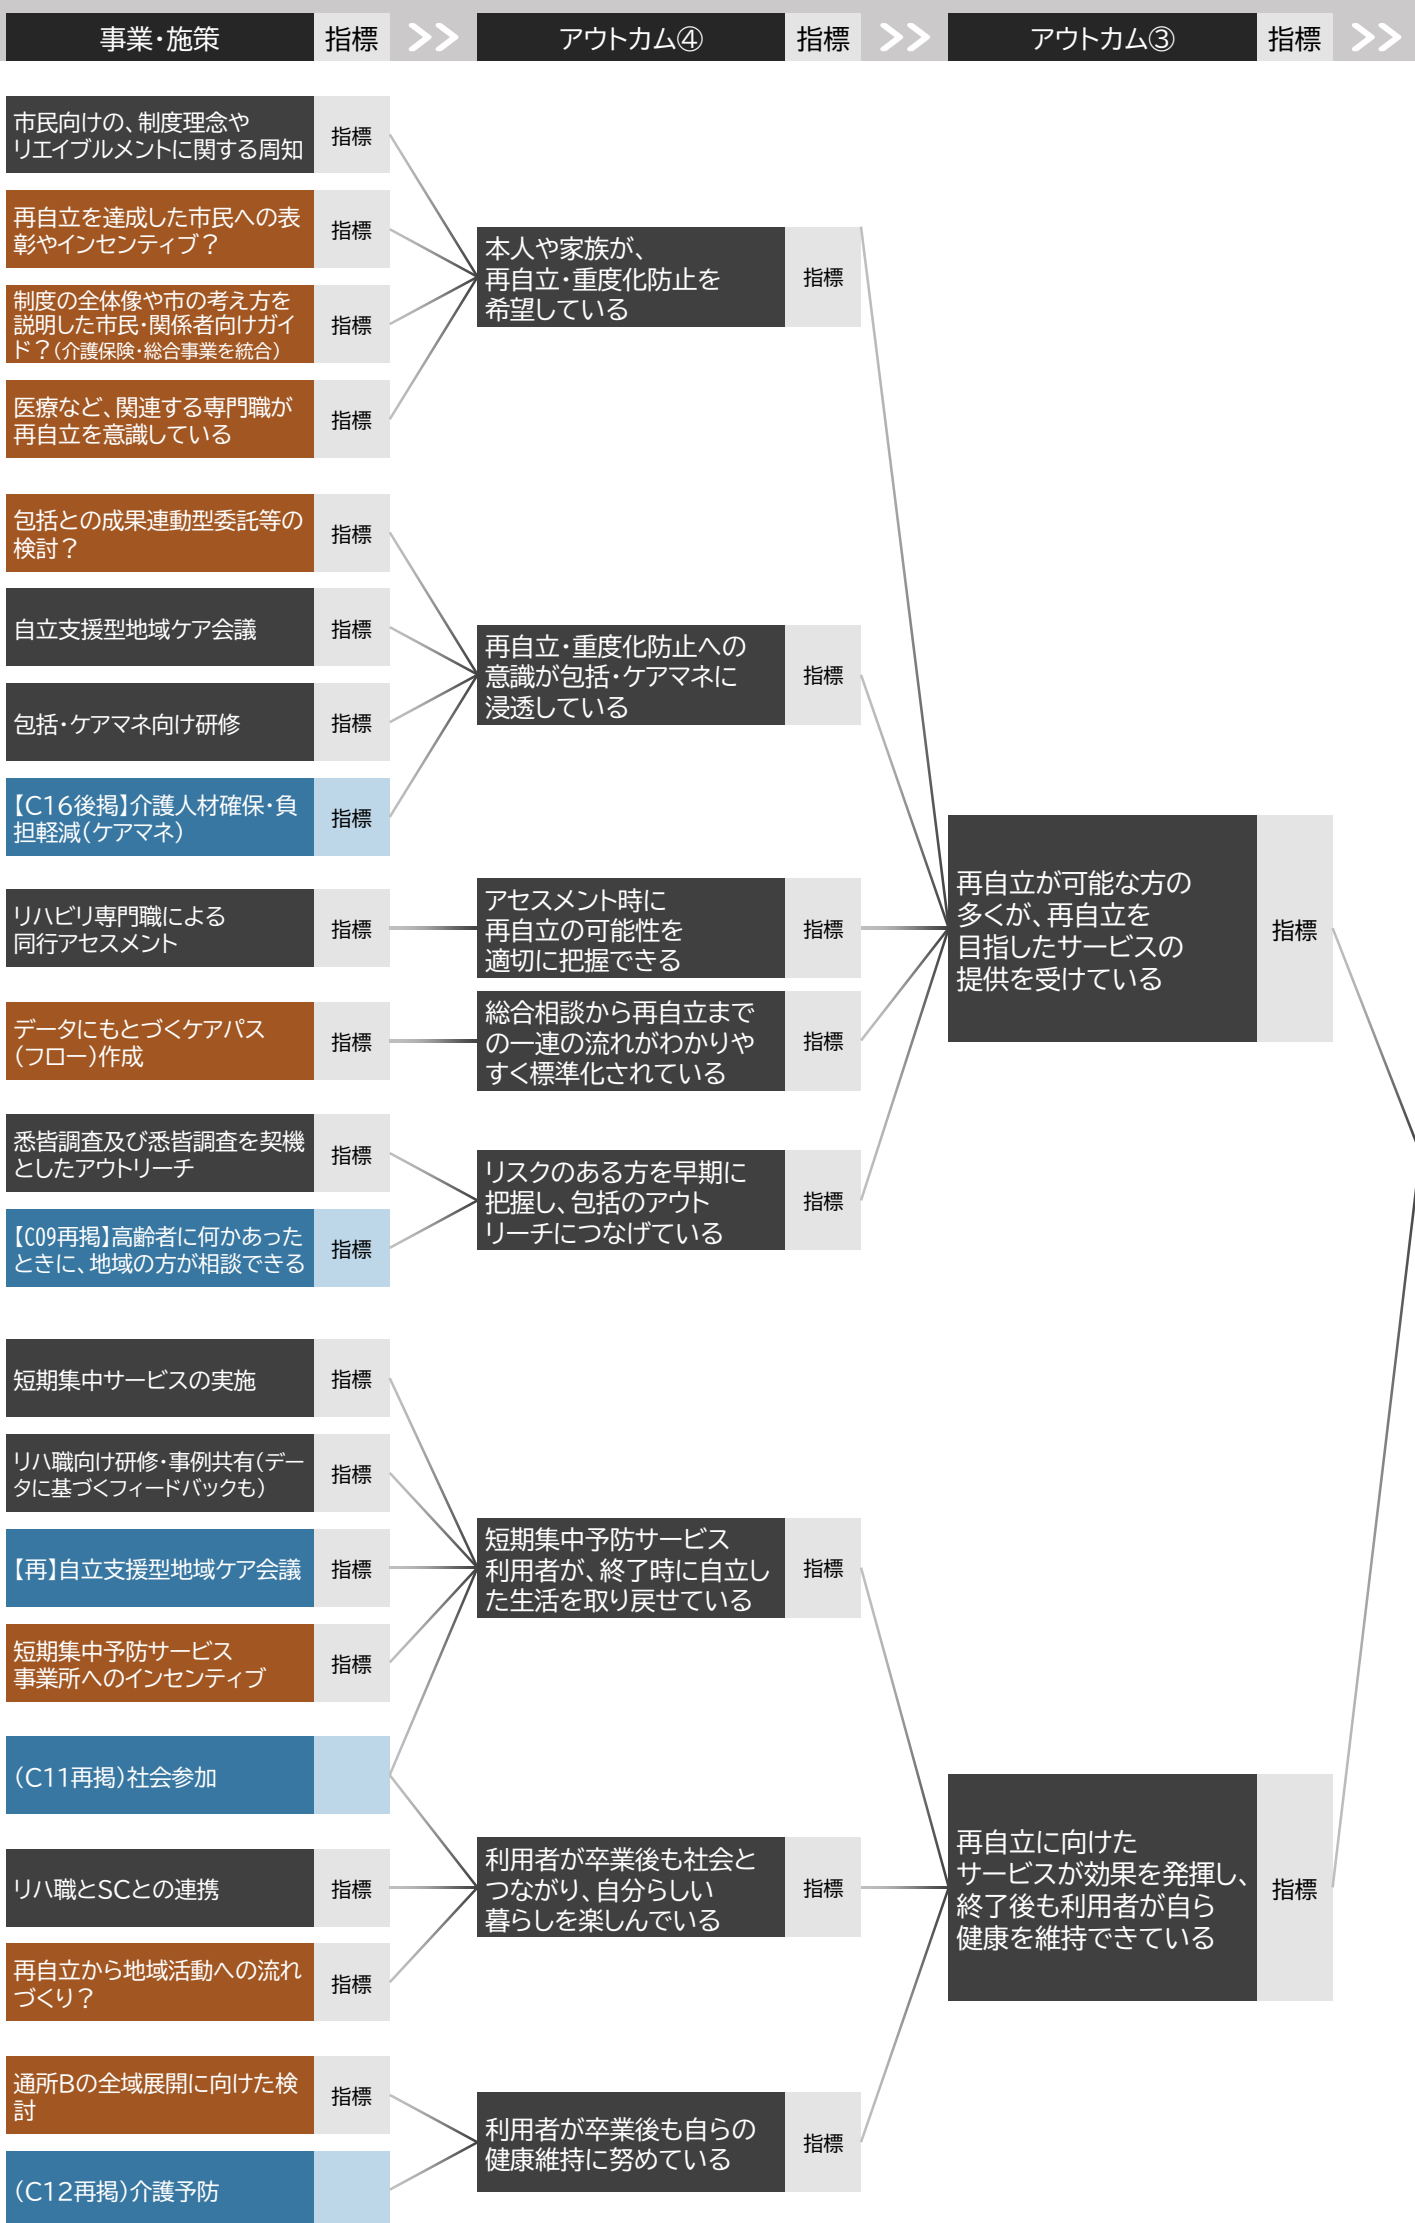 事業・施策
指標
アウトカム④
指標
アウトカム③
指標
市民向けの、制度理念や
リエイブルメントに関する周知
指標
再自立を達成した市民への表
彰やインセンティブ？
指標
制度の全体像や市の考え方を
説明した市民・関係者向けガイ
ド？（介護保険・総合事業を統合）
指標
医療など、関連する専門職が
再自立を意識している
指標
本人や家族が、
再自立・重度化防止を
希望している
指標
包括との成果連動型委託等の
検討？
指標
自立支援型地域ケア会議
指標
包括・ケアマネ向け研修
指標
【C16後掲】介護人材確保・負
担軽減（ケアマネ）
指標
再自立・重度化防止への
意識が包括・ケアマネに
浸透している
指標
リハビリ専門職による
同行アセスメント
指標
アセスメント時に
再自立の可能性を
適切に把握できる
指標
データにもとづくケアパス
（フロー）作成
指標
総合相談から再自立まで
の一連の流れがわかりや
すく標準化されている
指標
悉皆調査及び悉皆調査を契機
としたアウトリーチ
指標
【C09再掲】高齢者に何かあった
ときに、地域の方が相談できる
指標
リスクのある方を早期に
把握し、包括のアウト
リーチにつなげている
指標
再自立が可能な方の
多くが、再自立を
目指したサービスの
提供を受けている
指標
短期集中サービスの実施
指標
リハ職向け研修・事例共有（デー
タに基づくフィードバックも）
指標
【再】自立支援型地域ケア会議
指標
短期集中予防サービス
事業所へのインセンティブ
指標
短期集中予防サービス
利用者が、終了時に自立し
た生活を取り戻せている
指標
（C11再掲）社会参加
リハ職とSCとの連携
指標
再自立から地域活動への流れ
づくり？
指標
利用者が卒業後も社会と
つながり、自分らしい
暮らしを楽しんでいる
指標
再自立に向けた
サービスが効果を発揮し、
終了後も利用者が自ら
健康を維持できている
指標
通所Bの全域展開に向けた検
討
指標
（C12再掲）介護予防
利用者が卒業後も自らの
健康維持に努めている
指標